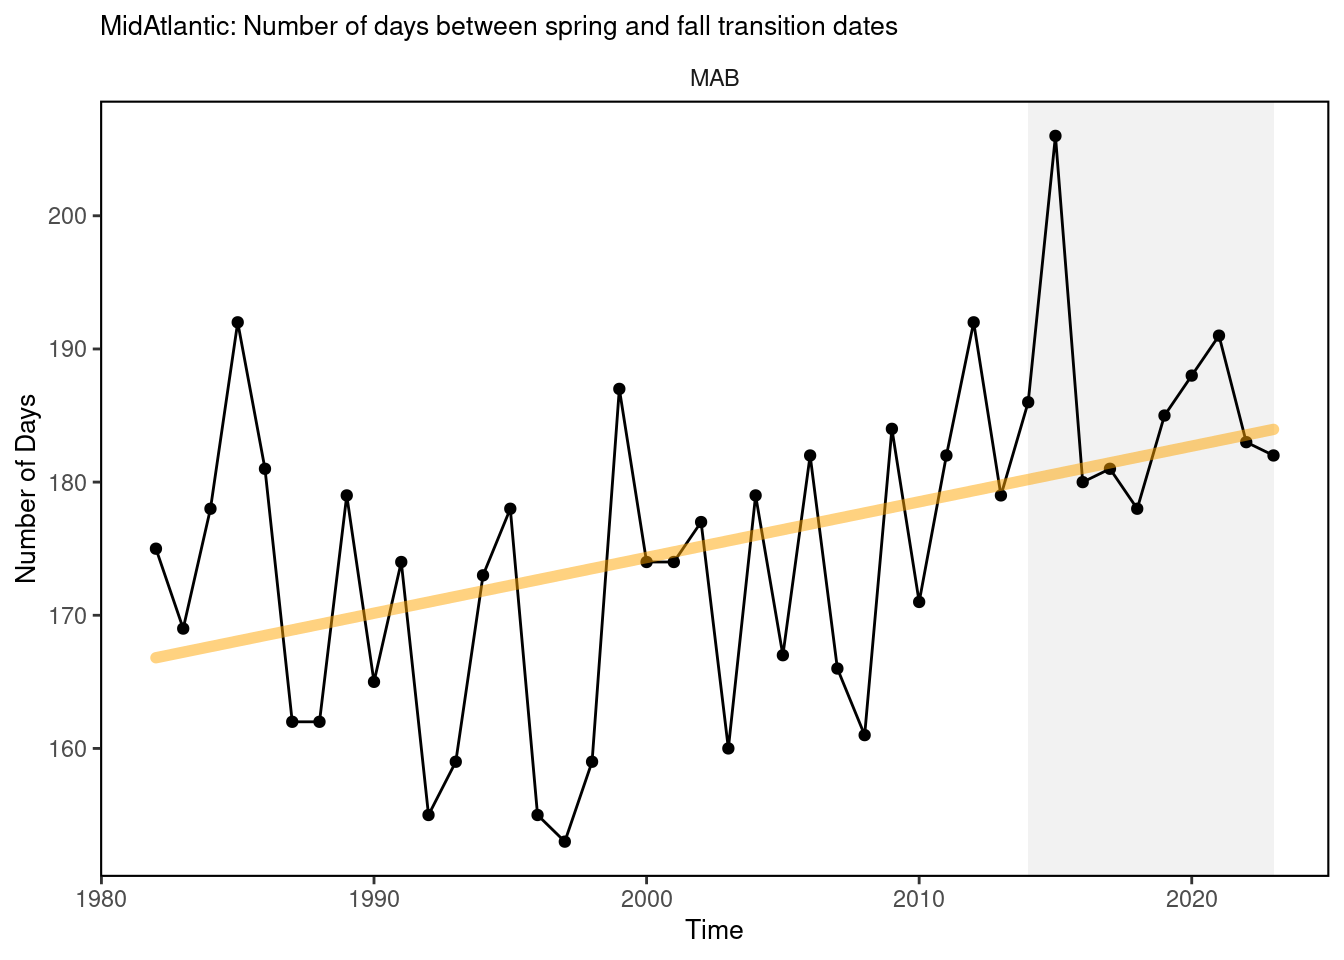 MidAtlantic: Number of days between spring and fall transition dates
MAB
Number of Days
200
190
180
170
160
1980 1990 2000 2010 2020
Time